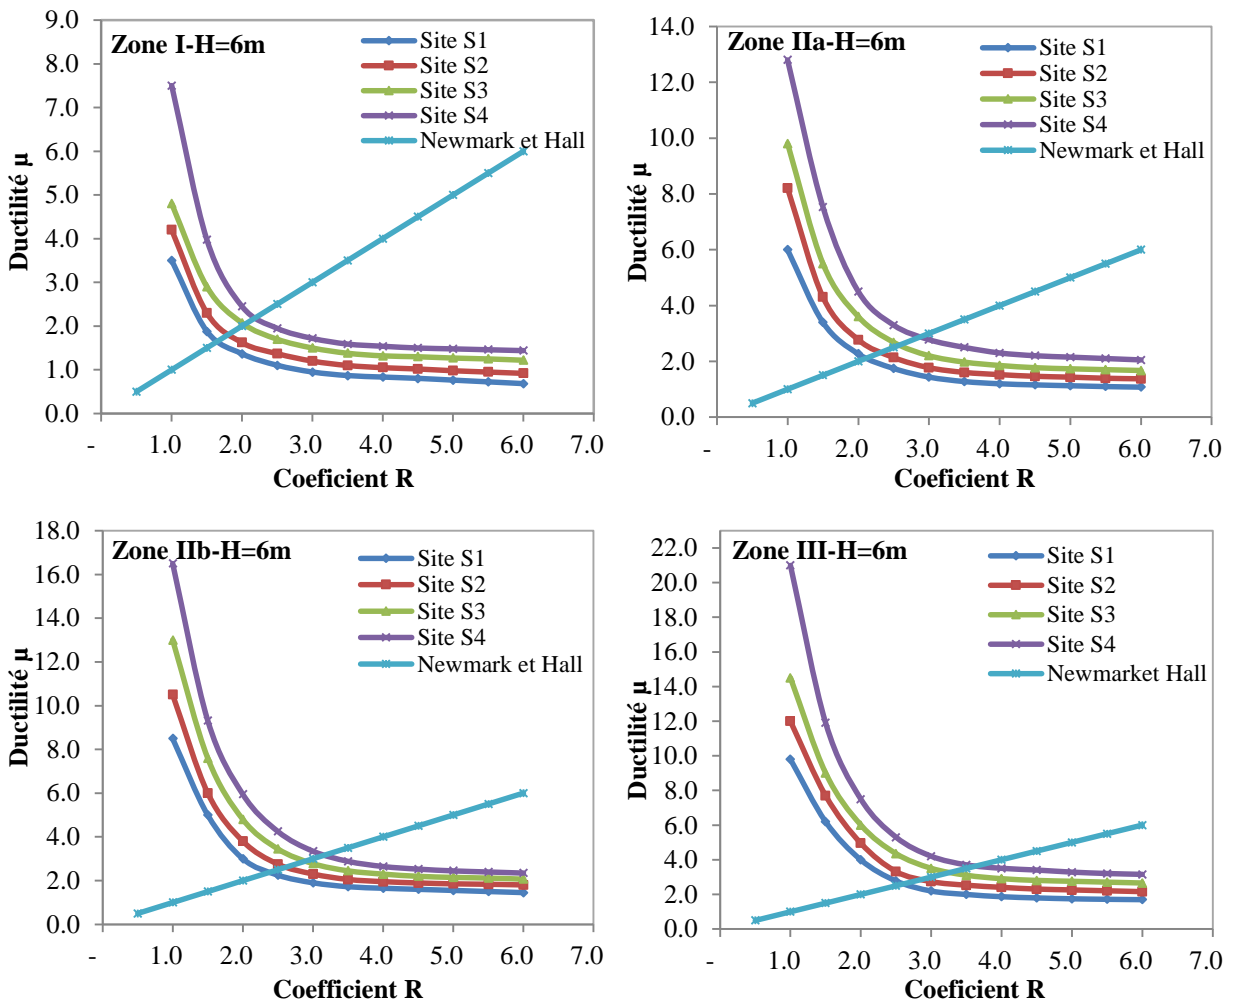 Zone I-H=6m
Site S1
Site S2
Site S3
Site S4
Newmark et Hall
9.0
8.0
7.0
6.0
5.0
4.0
3.0
2.0
1.0
0.0
Ductilité μ
- 1.0 2.0 3.0 4.0 5.0 6.0 7.0
Coeficient R
Zone IIa-H=6m
Site S1
Site S2
Site S3
Site S4
Newmark et Hall
14.0
12.0
10.0
8.0
6.0
4.0
2.0
0.0
Ductilité μ
- 1.0 2.0 3.0 4.0 5.0 6.0 7.0
Coeficient R
Zone IIb-H=6m
Site S1
Site S2
Site S3
Site S4
Newmark et Hall
18.0
16.0
14.0
12.0
10.0
8.0
6.0
4.0
2.0
0.0
Ductilité μ
- 1.0 2.0 3.0 4.0 5.0 6.0 7.0
Coefficient R
Zone III-H=6m
Site S1
Site S2
Site S3
Site S4
Newmarket Hall
22.0
20.0
18.0
16.0
14.0
12.0
10.0
8.0
6.0
4.0
2.0
0.0
Ductilité μ
- 1.0 2.0 3.0 4.0 5.0 6.0 7.0
Coeficient R